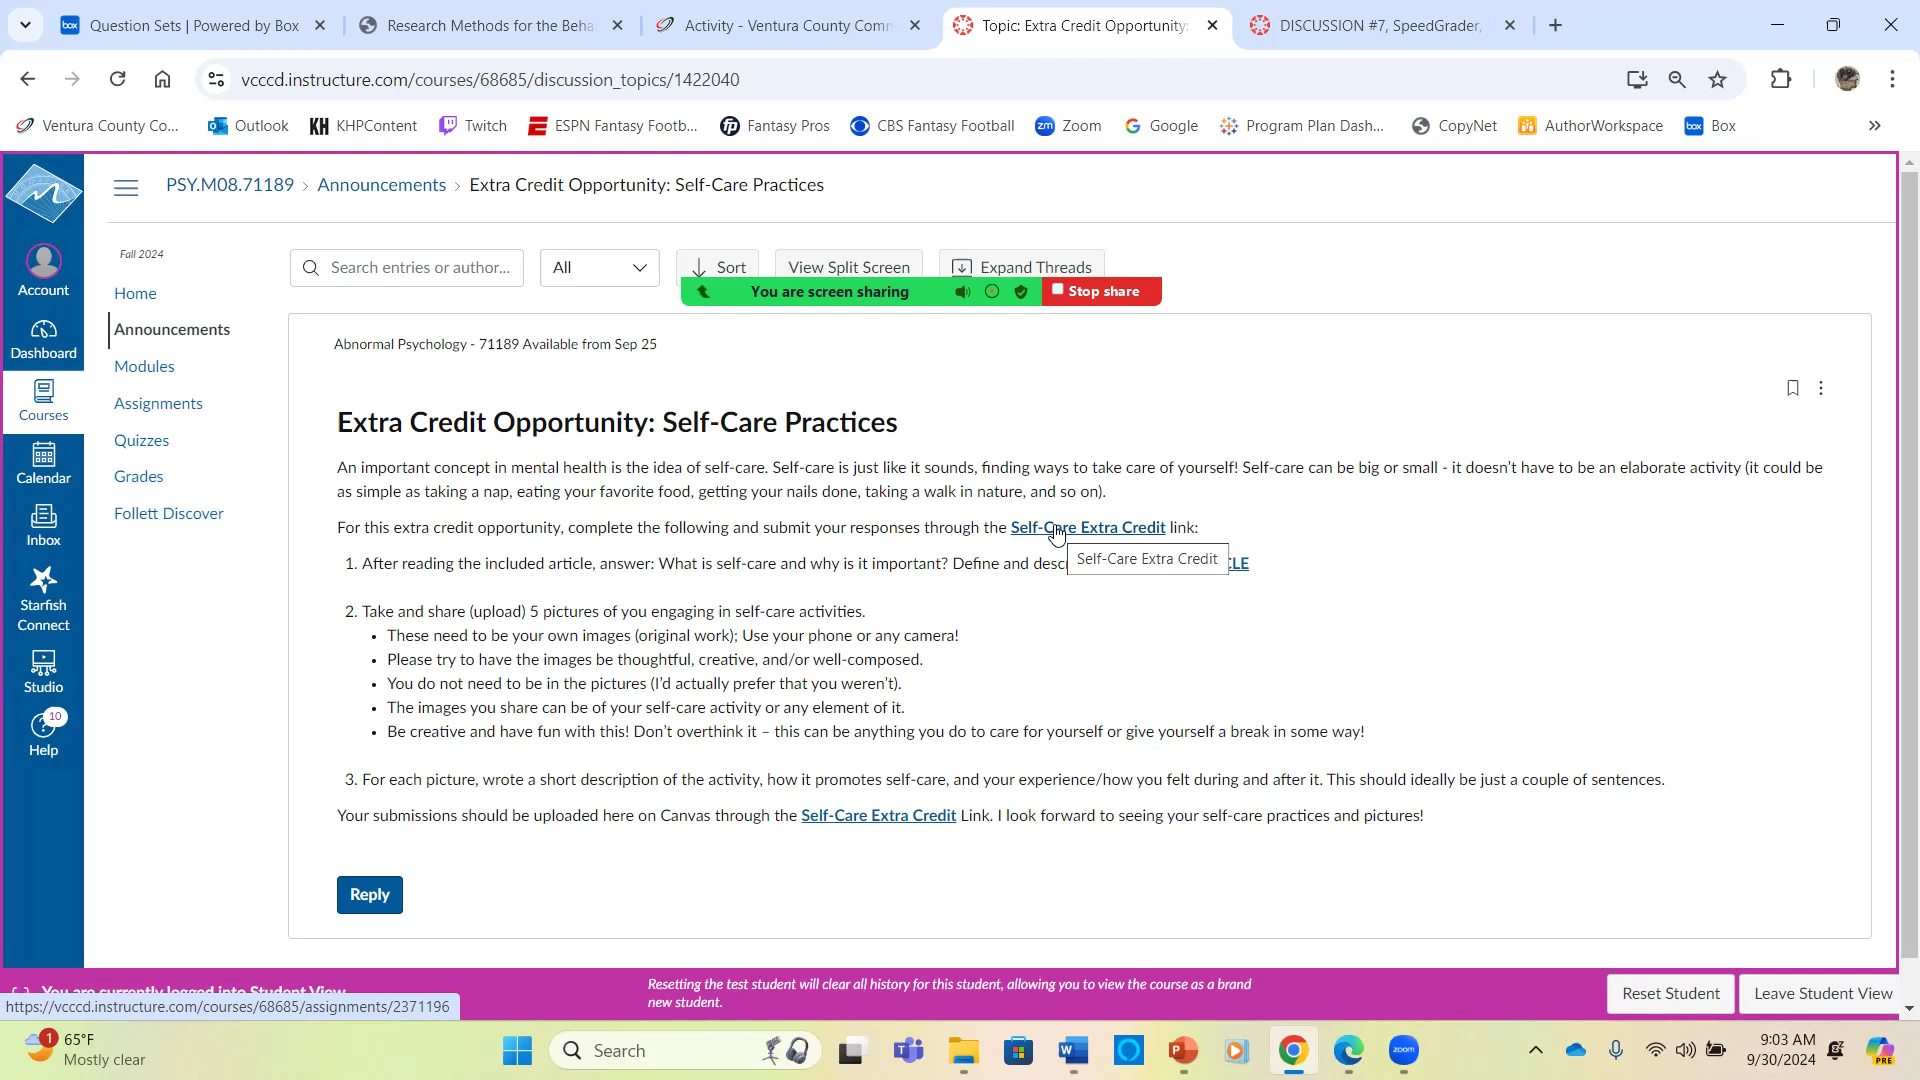 Question Sets | Powered by Box
Research Methods for the Beha
Activity - Ventura County Comm
Topic: Extra Credit Opportunity:
DISCUSSION #7, SpeedGrader,
vcccd.instructure.com/courses/68685/discussion_topics/1422040
Ventura County Co...
Outlook
KHPContent
Twitch
ESPN Fantasy Footb...
Fantasy Pros
CBS Fantasy Football
Zoom
Google
Program Plan Dash...
CopyNet
AuthorWorkspace
Box
PSY.M08.71189 › Announcements › Extra Credit Opportunity: Self-Care Practices
Account
Dashboard
Courses
Calendar
Inbox
Starfish
Connect
Studio
10
Help
Fall 2024
Home
Announcements
Modules
Assignments
Quizzes
Grades
Follett Discover
Search entries or author...
All
Sort
View Split Screen
Expand Threads
You are screen sharing
Stop share
Abnormal Psychology - 71189 Available from Sep 25
Extra Credit Opportunity: Self-Care Practices
An important concept in mental health is the idea of self-care. Self-care is just like it sounds, finding ways to take care of yourself! Self-care can be big or small - it doesn't have to be an elaborate activity (it could be
as simple as taking a nap, eating your favorite food, getting your nails done, taking a walk in nature, and so on).
For this extra credit opportunity, complete the following and submit your responses through the Self-Care Extra Credit link:
1. After reading the included article, answer: What is self-care and why is it important? Define and descr
CLE
Self-Care Extra Credit
2. Take and share (upload) 5 pictures of you engaging in self-care activities.
• These need to be your own images (original work); Use your phone or any camera!
• Please try to have the images be thoughtful, creative, and/or well-composed.
• You do not need to be in the pictures (I'd actually prefer that you weren't).
• The images you share can be of your self-care activity or any element of it.
• Be creative and have fun with this! Don't overthink it – this can be anything you do to care for yourself or give yourself a break in some way!
3. For each picture, wrote a short description of the activity, how it promotes self-care, and your experience/how you felt during and after it. This should ideally be just a couple of sentences.
Your submissions should be uploaded here on Canvas through the Self-Care Extra Credit Link. I look forward to seeing your self-care practices and pictures!
Reply
You are currently logged into Student View
Resetting the test student will clear all history for this student, allowing you to view the course as a brand
new student.
Reset Student
Leave Student View
https://vcccd.instructure.com/courses/68685/assignments/2371196
1
65°F
Mostly clear
Search
zoom
9:03 AM
9/30/2024
PRE